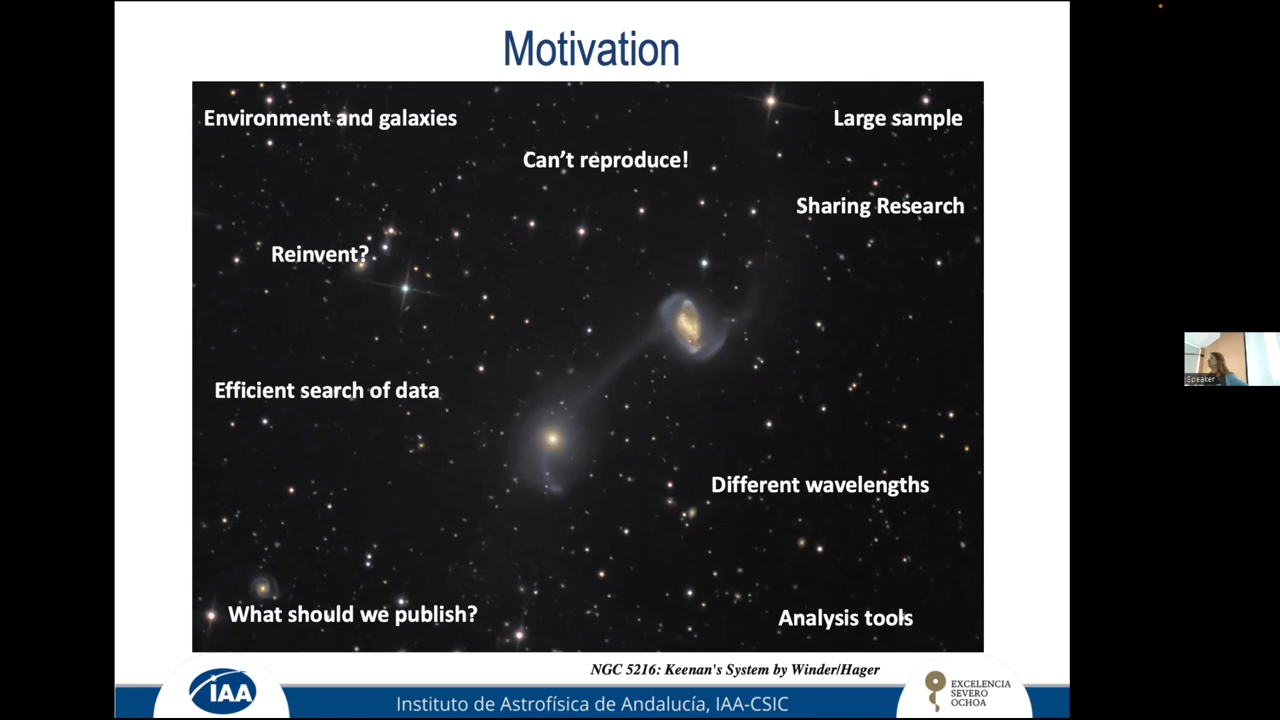 Motivation
Environment and galaxies
Large sample
Can't reproduce!
Sharing Research
Reinvent?
Efficient search of data
Different wavelengths
What should we publish?
Analysis tools
NGC 5216: Keenan's System by Winder/Hager
IAA
Instituto de Astrofísica de Andalucía, IAA-CSIC
EXCELENCIA
SEVERO
OCHOA
Speaker